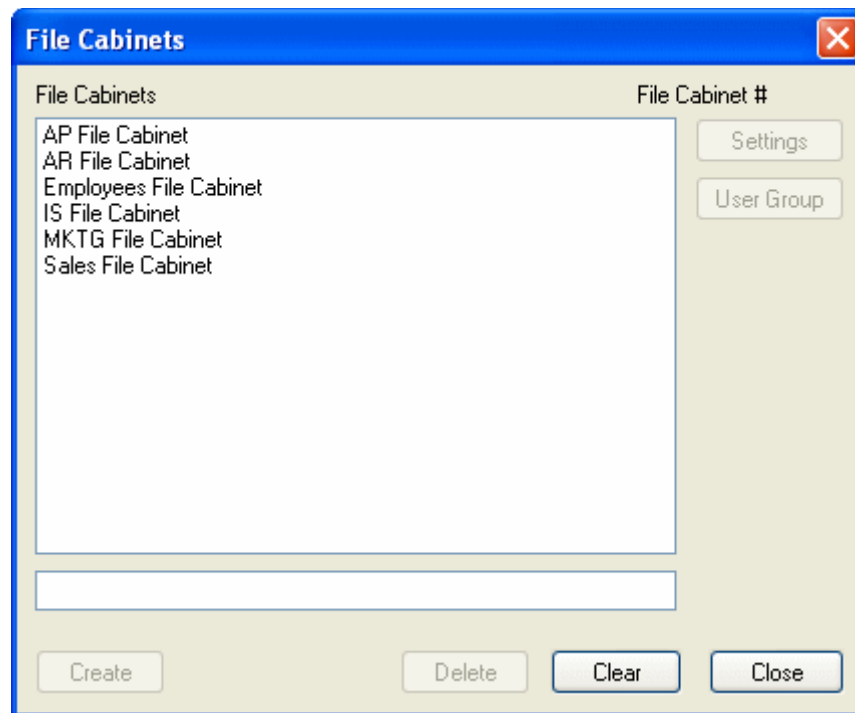 File Cabinets
File Cabinets File Cabinet #
AP File Cabinet
AR File Cabinet
Employees File Cabinet
IS File Cabinet
MKTG File Cabinet
Sales File Cabinet
Settings
User Group
Create Delete Clear Close